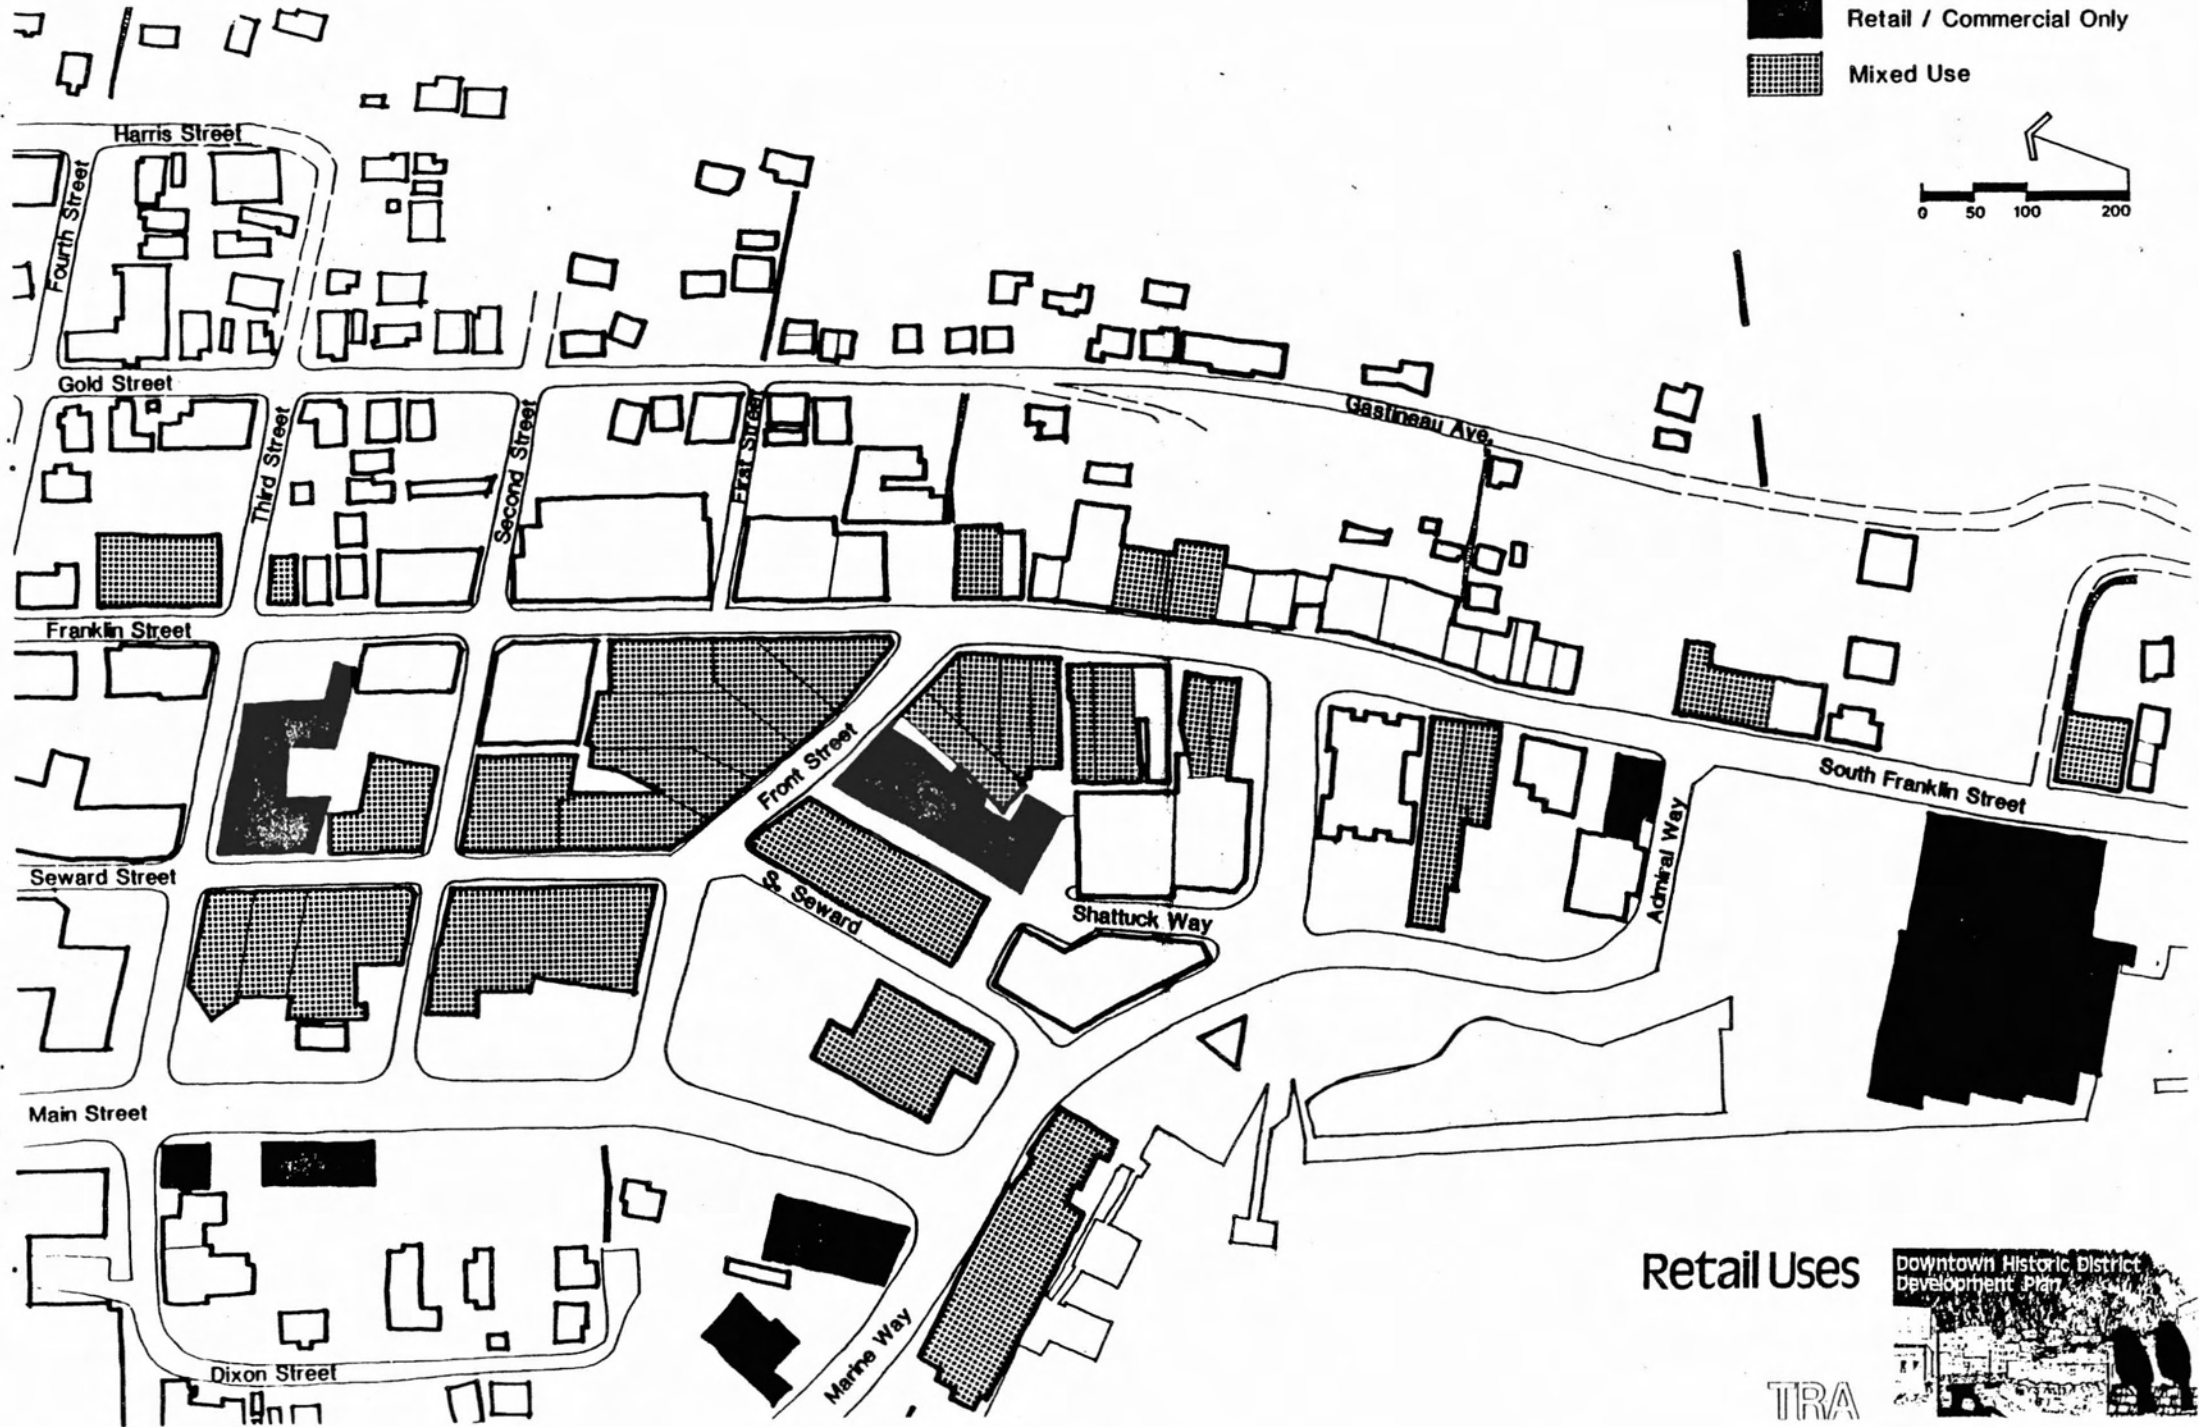 Retail / Commercial Only
Mixed Use
0 50 100 200
Harris Street
Fourth Street
Gold Street
Third Street
Second Street
First Street
Gastineau Ave.
Franklin Street
Front Street
South Franklin Street
Seward Street
S. Seward
Shattuck Way
Admiral Way
Main Street
Marine Way
Dixon Street
Retail Uses
Downtown Historic District
Development Plan
TRA